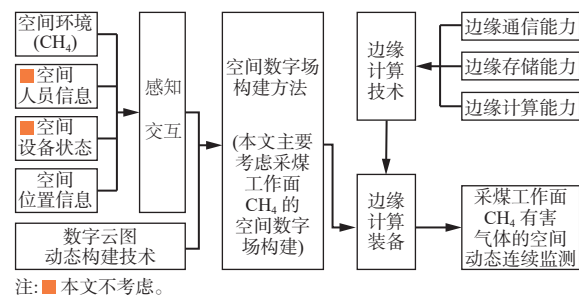 空间环境
(CH₄)
空间
人员信息
空间
设备状态
空间
位置信息
感知
交互
数字云图
动态构建技术
空间数字场
构建方法
(本文主要
考虑采煤
工作面
CH₄ 的
空间数字
场构建)
边缘
计算
技术
边缘通信能力
边缘存储能力
边缘计算能力
边缘
计算
装备
采煤工作面
CH₄ 有害
气体的空间
动态连续监测
注: 本文不考虑。